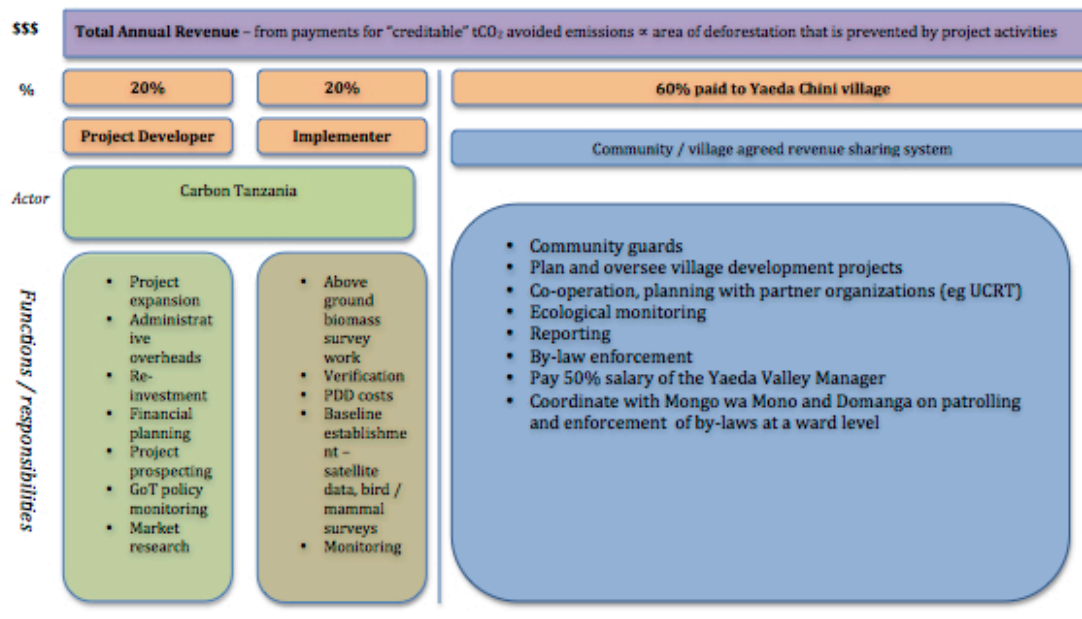 $$$
Total Annual Revenue – from payments for “creditable” tCO₂ avoided emissions ∝ area of deforestation that is prevented by project activities
%
20%
20%
60% paid to Yaeda Chini village
Project Developer
Implementer
Community / village agreed revenue sharing system
Actor
Carbon Tanzania
Functions / responsibilities
• Project
expansion
• Administrat
ive
overheads
• Re-
investment
• Financial
planning
• Project
prospecting
• GoT policy
monitoring
• Market
research
• Above
ground
biomass
survey
work
• Verification
• PDD costs
• Baseline
establishme
nt –
satellite
data, bird /
mammal
surveys
• Monitoring
• Community guards
• Plan and oversee village development projects
• Co-operation, planning with partner organizations (eg UCRT)
• Ecological monitoring
• Reporting
• By-law enforcement
• Pay 50% salary of the Yaeda Valley Manager
• Coordinate with Mongo wa Mono and Domanga on patrolling
and enforcement of by-laws at a ward level